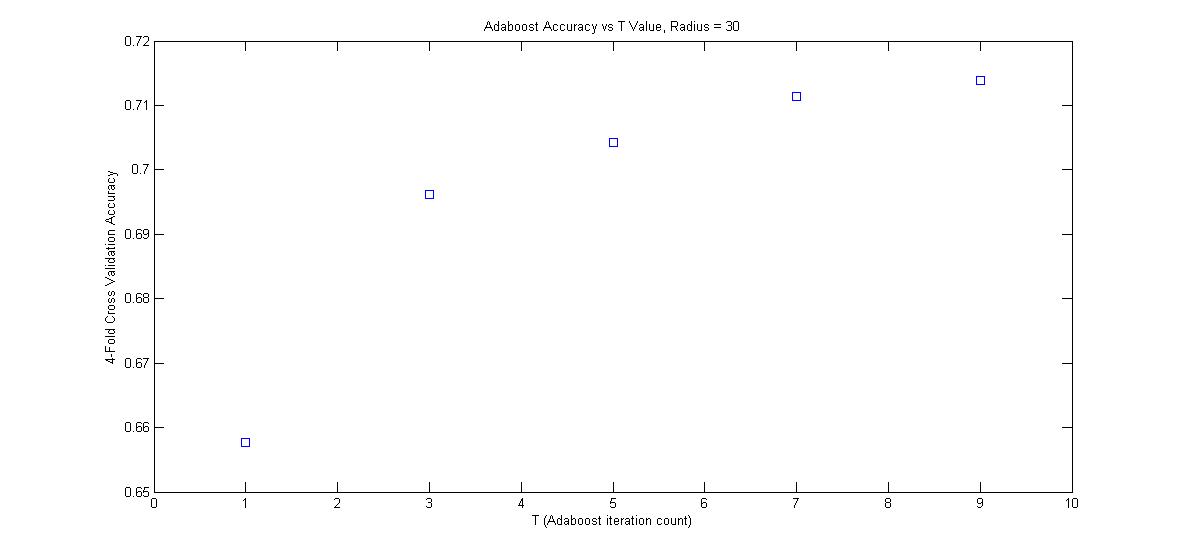 Adaboost Accuracy vs T Value, Radius = 30
0.72
0.71
0.7
0.69
0.68
0.67
0.66
0.65
4-Fold Cross Validation Accuracy
0 1 2 3 4 5 6 7 8 9 10
T (Adaboost iteration count)